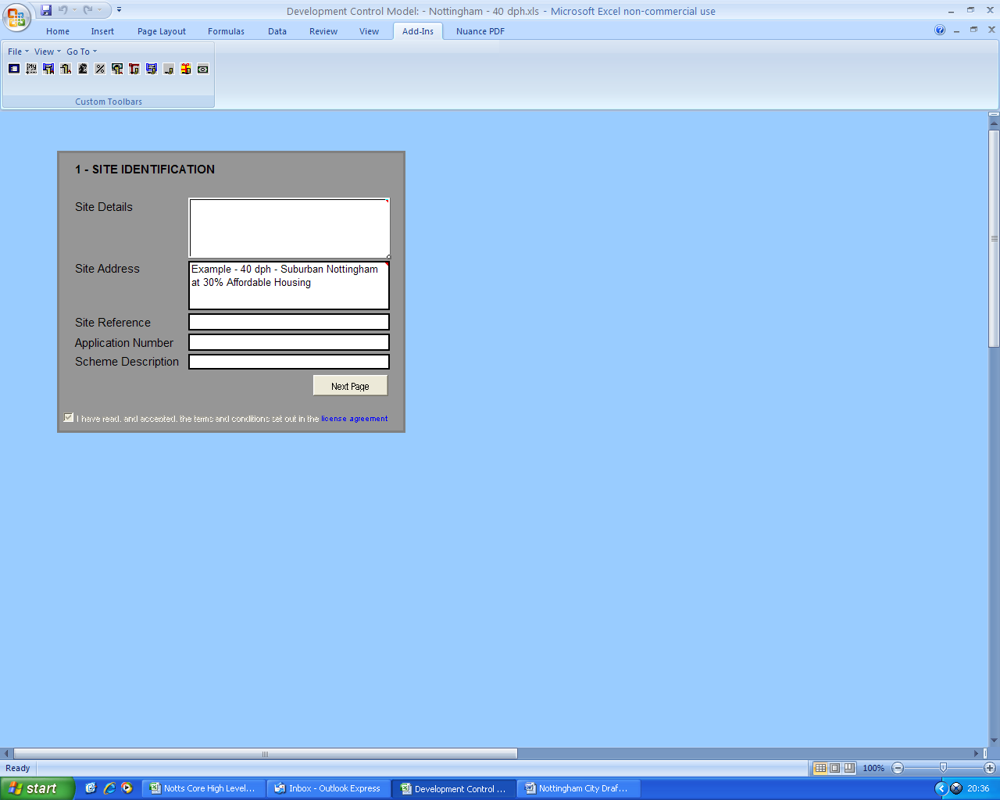 Development Control Model: - Nottingham - 40 dph.xls - Microsoft Excel non-commercial use
Home Insert Page Layout Formulas Data Review View Add-Ins Nuance PDF
File View Go To
Custom Toolbars
1 - SITE IDENTIFICATION
Site Details
Site Address
Example - 40 dph - Suburban Nottingham
at 30% Affordable Housing
Site Reference
Application Number
Scheme Description
Next Page
I have read, and accepted, the terms and conditions set out in the license agreement
Ready
100%
start
Notts Core High Level...
Inbox - Outlook Express
Development Control ...
Nottingham City Draf...
20:36